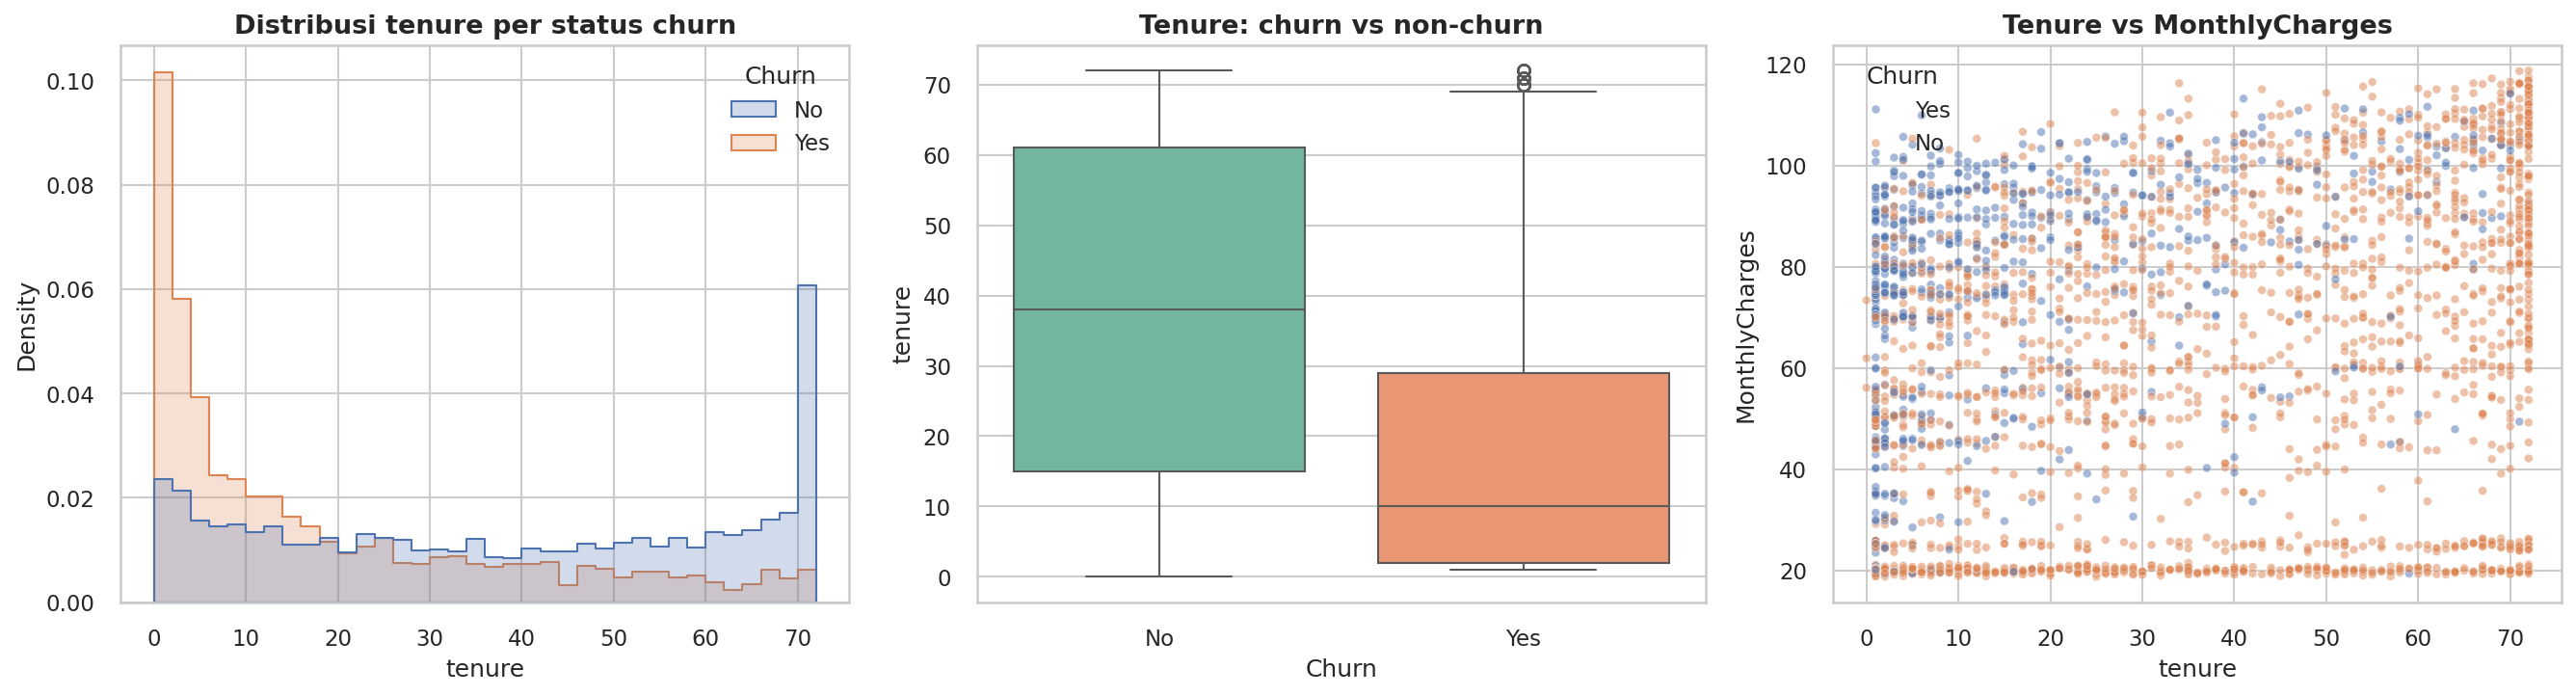 Distribusi tenure per status churn
Density
0.10
0.08
0.06
0.04
0.02
0.00
0 10 20 30 40 50 60 70
tenure
Churn
No
Yes
Tenure: churn vs non-churn
tenure
70
60
50
40
30
20
10
0
No Yes
Churn
Tenure vs MonthlyCharges
MonthlyCharges
120
100
80
60
40
20
0 10 20 30 40 50 60 70
tenure
Churn
Yes
No